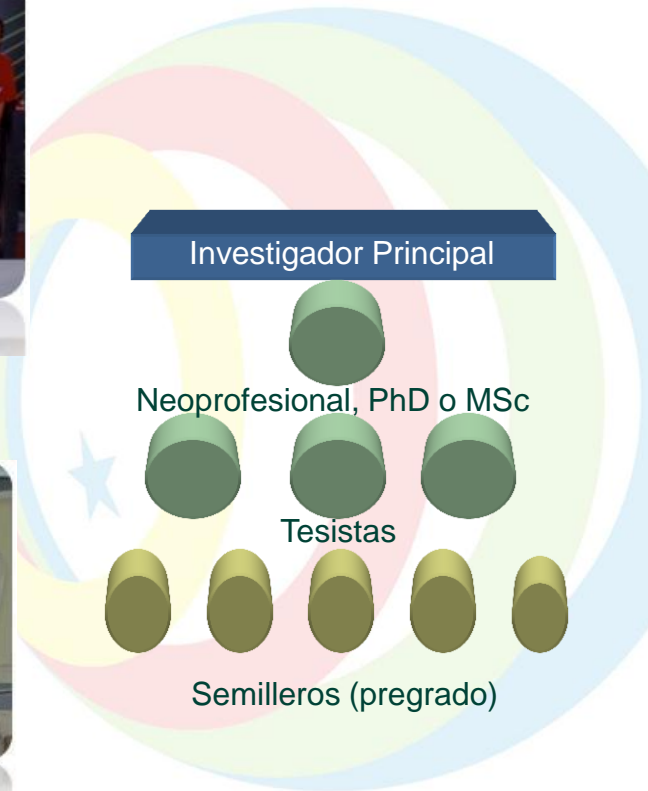 Investigador Principal
Neoprofesional, PhD o MSc
Tesistas
Semilleros (pregrado)